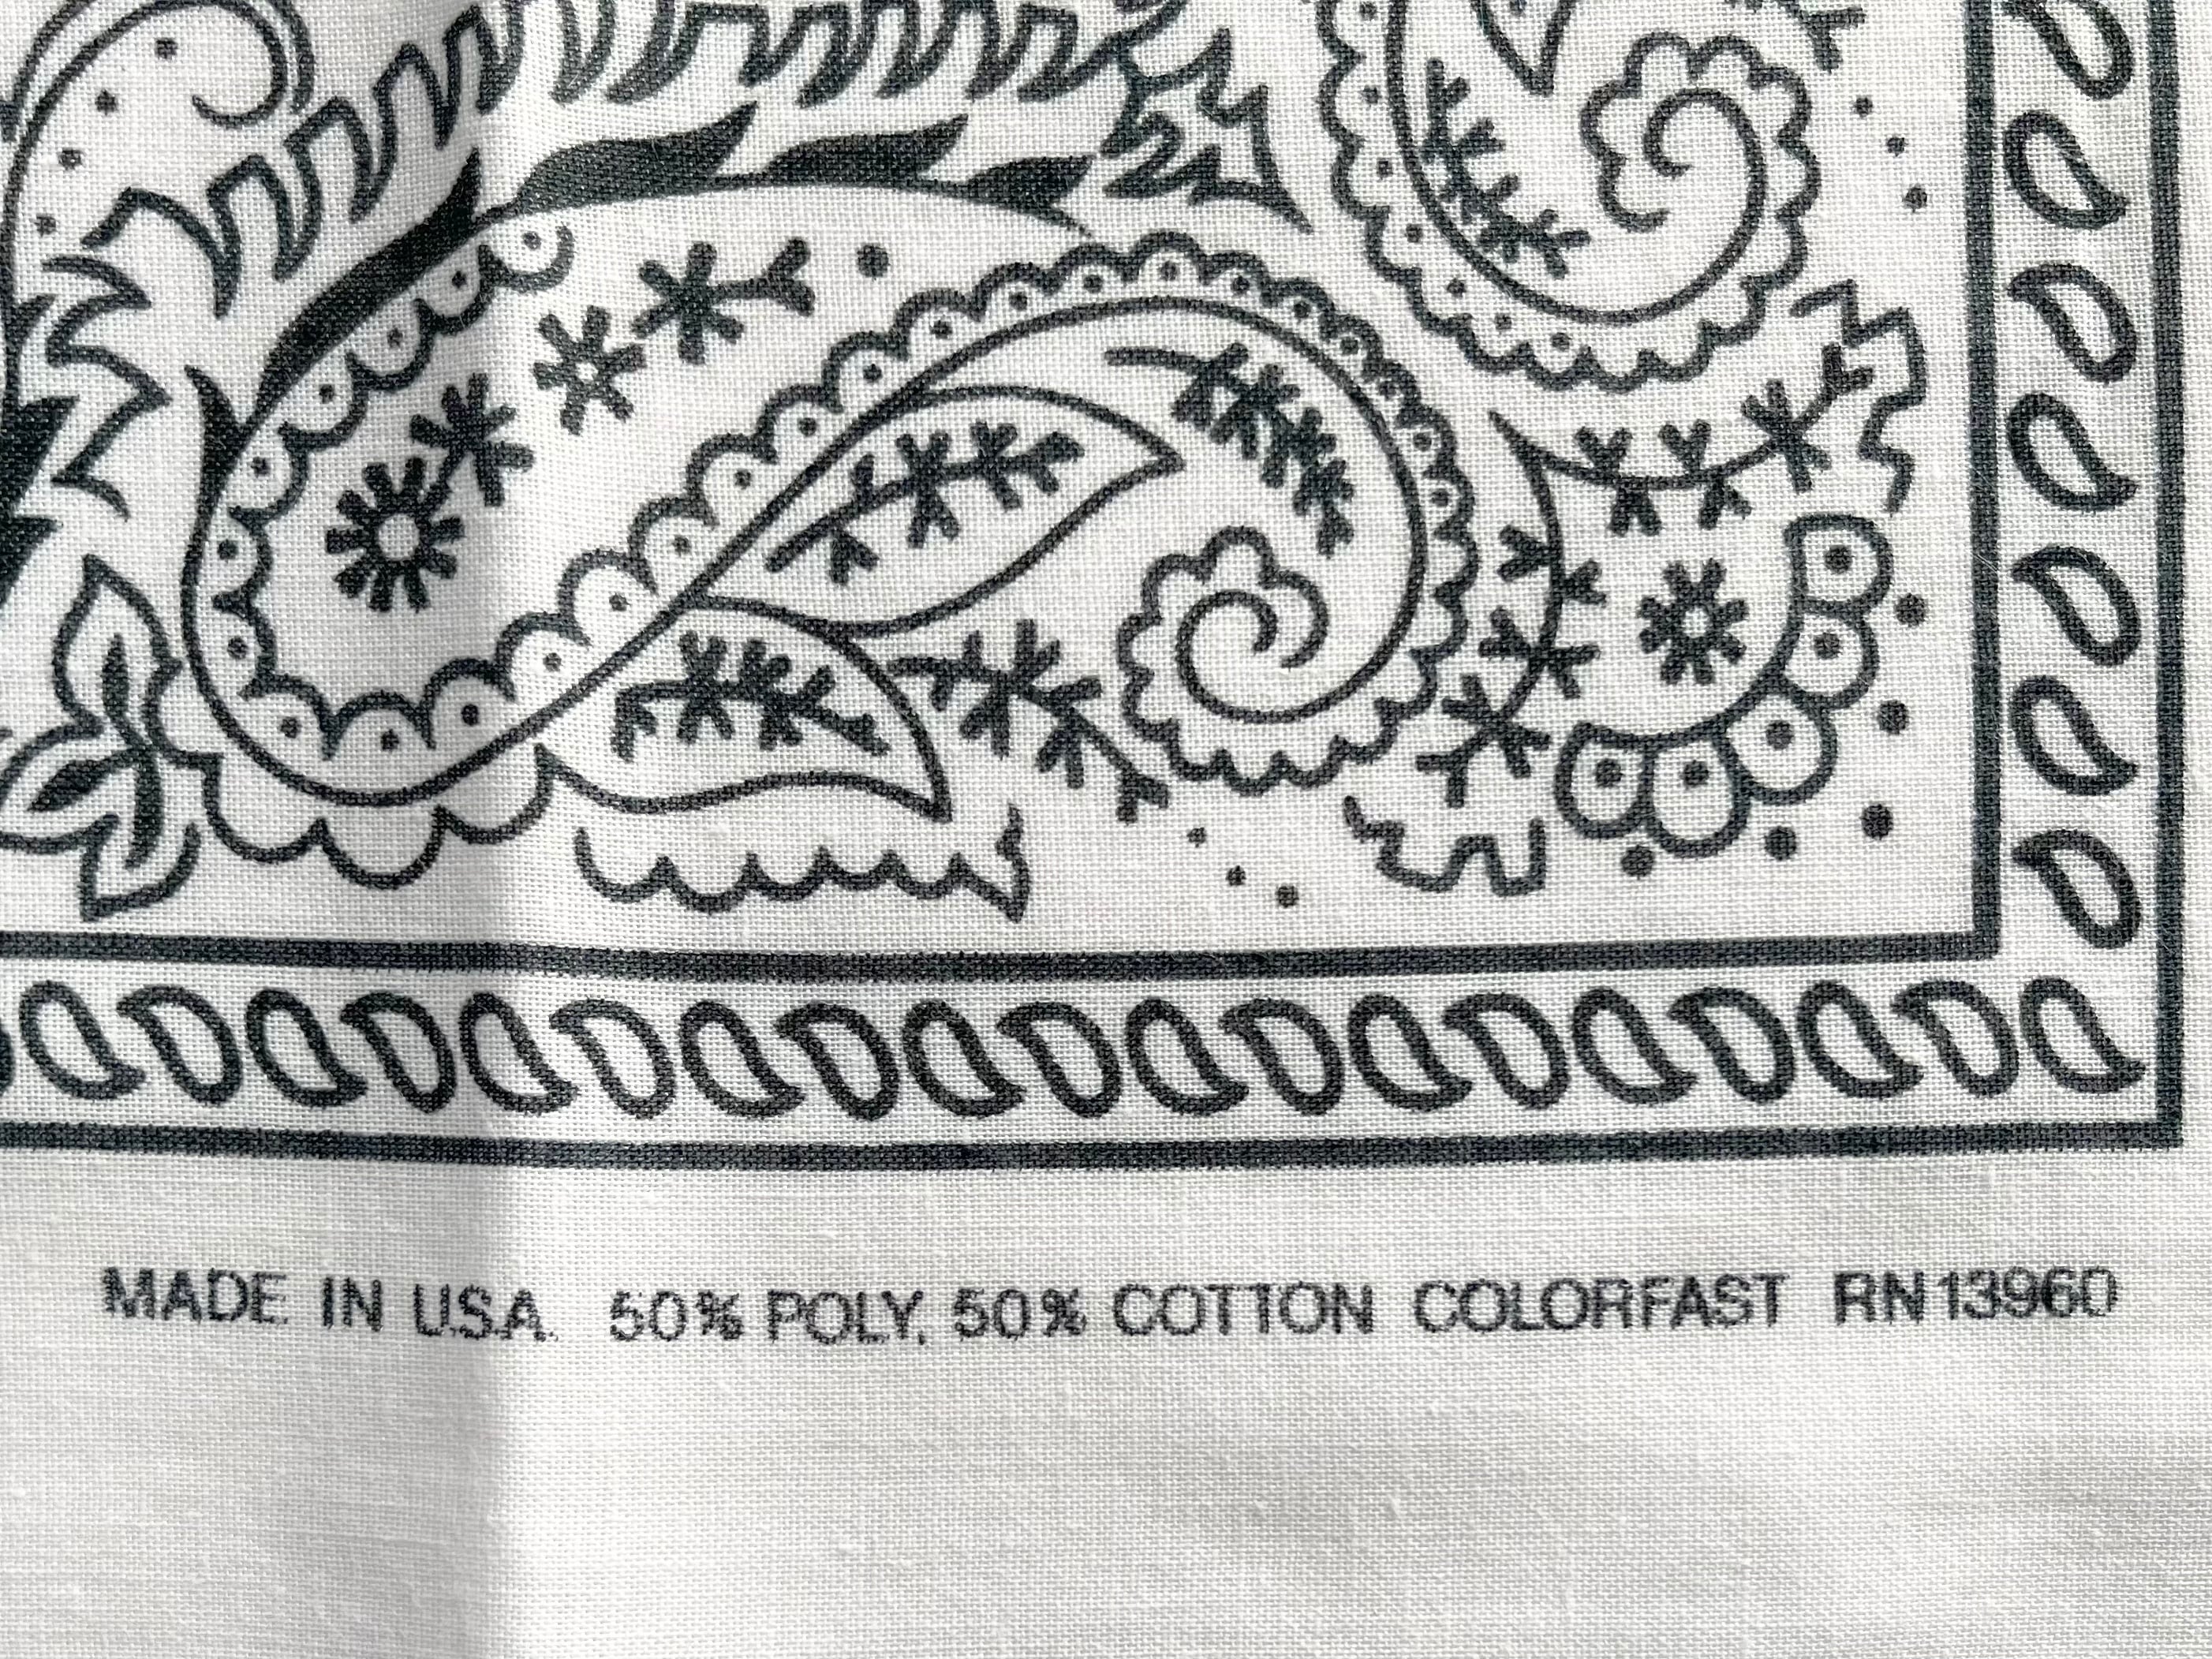 MADE IN U.S.A. 50% POLY, 50% COTTON COLORFAST RN13960